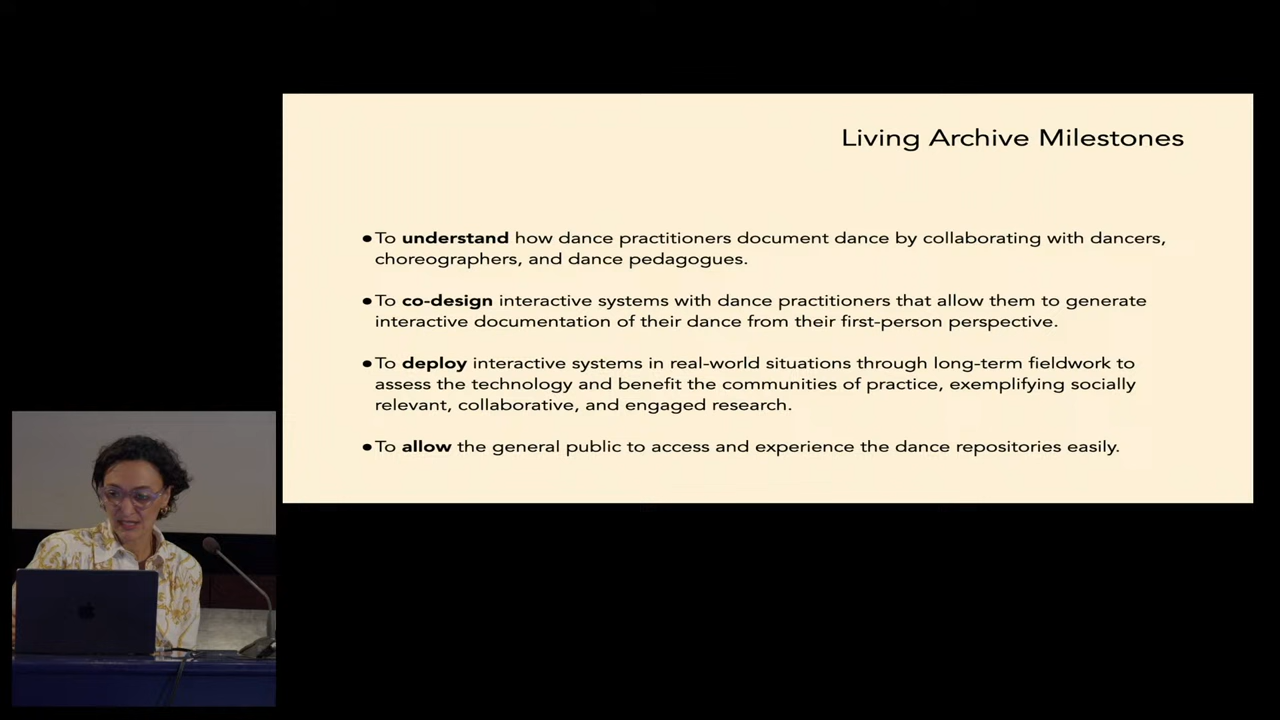 Living Archive Milestones
●To understand how dance practitioners document dance by collaborating with dancers,
choreographers, and dance pedagogues.
●To co-design interactive systems with dance practitioners that allow them to generate
interactive documentation of their dance from their first-person perspective.
●To deploy interactive systems in real-world situations through long-term fieldwork to
assess the technology and benefit the communities of practice, exemplifying socially
relevant, collaborative, and engaged research.
●To allow the general public to access and experience the dance repositories easily.